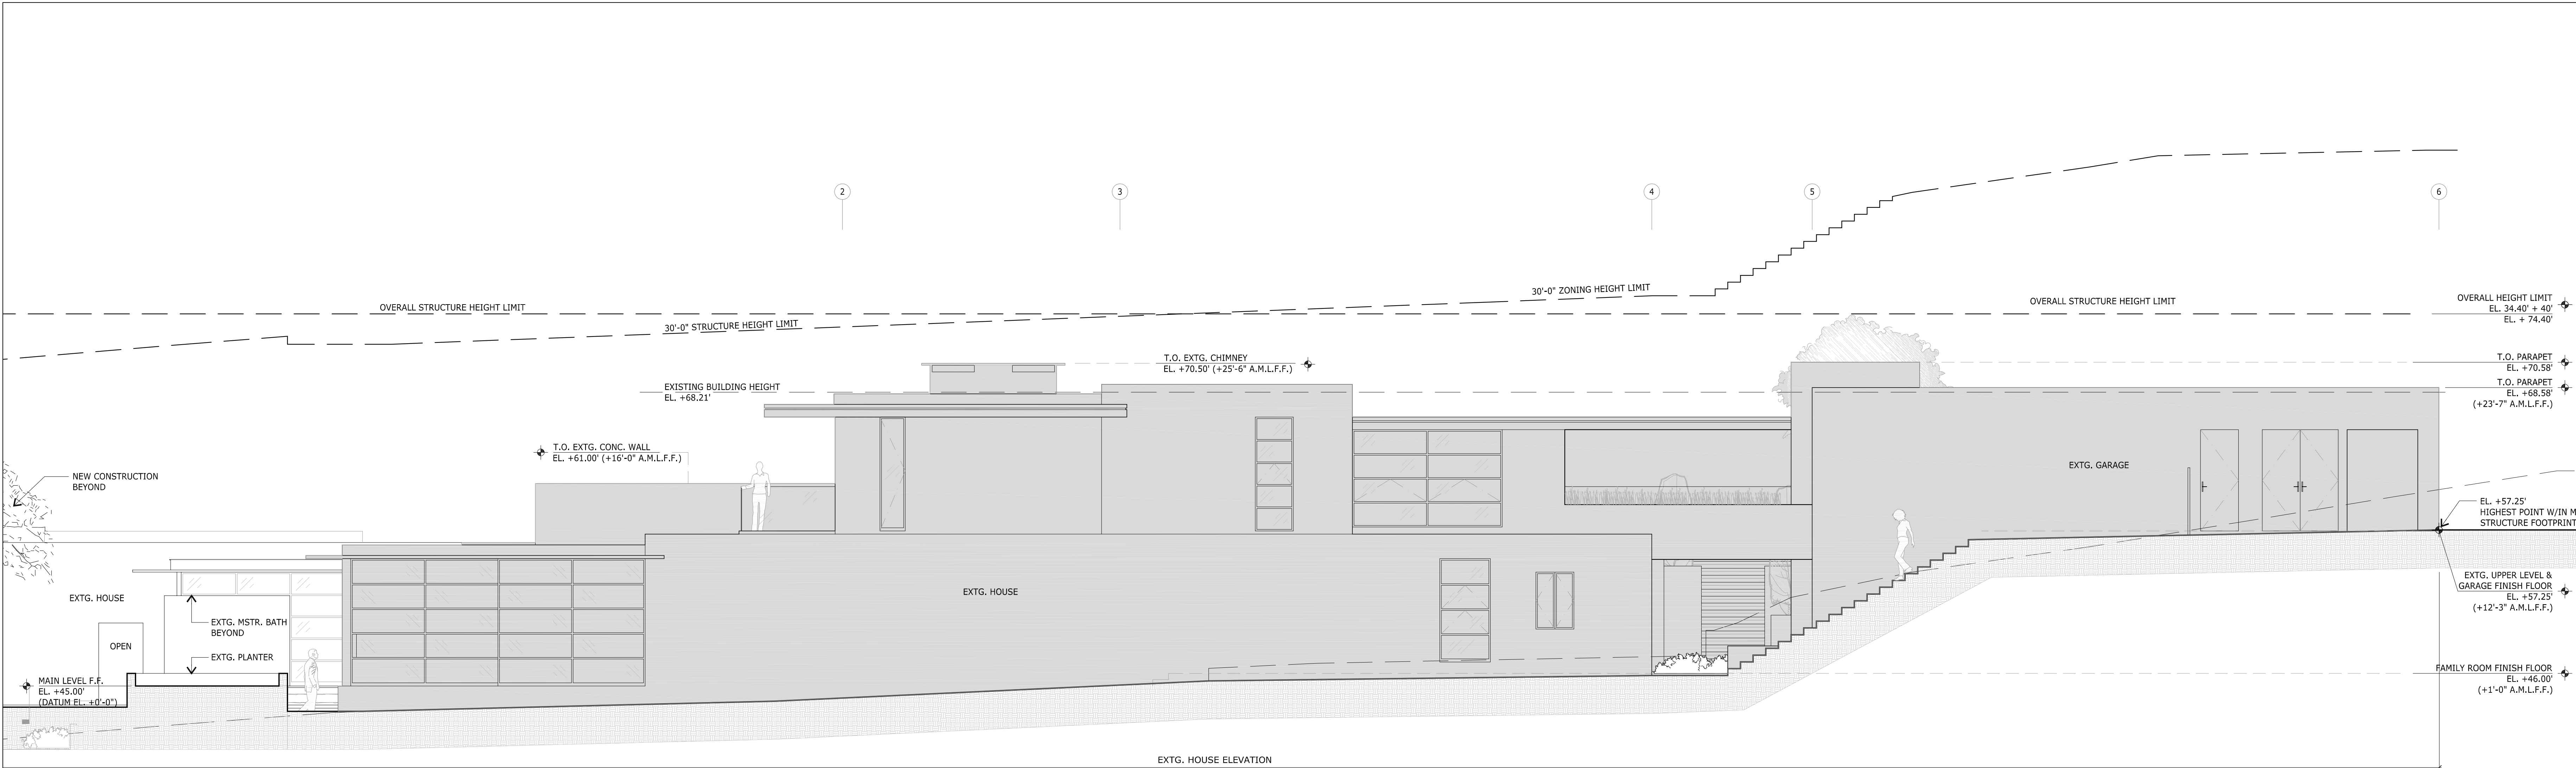 2
3
4
5
6
OVERALL STRUCTURE HEIGHT LIMIT
30'-0" STRUCTURE HEIGHT LIMIT
30'-0" ZONING HEIGHT LIMIT
OVERALL STRUCTURE HEIGHT LIMIT
OVERALL HEIGHT LIMIT
EL. 34.40' + 40'
EL. + 74.40'
T.O. EXTG. CHIMNEY
EL. +70.50' (+25'-6" A.M.L.F.F.)
T.O. PARAPET
EL. +70.58'
EXISTING BUILDING HEIGHT
EL. +68.21'
T.O. PARAPET
EL. +68.58'
(+23'-7" A.M.L.F.F.)
T.O. EXTG. CONC. WALL
EL. +61.00' (+16'-0" A.M.L.F.F.)
EXTG. GARAGE
NEW CONSTRUCTION
BEYOND
EL. +57.25'
HIGHEST POINT W/IN M
STRUCTURE FOOTPRINT
EXTG. HOUSE
EXTG. HOUSE
EXTG. UPPER LEVEL &
GARAGE FINISH FLOOR
EL. +57.25'
(+12'-3" A.M.L.F.F.)
EXTG. MSTR. BATH
BEYOND
OPEN
EXTG. PLANTER
MAIN LEVEL F.F.
EL. +45.00'
(DATUM EL. +0'-0")
FAMILY ROOM FINISH FLOOR
EL. +46.00'
(+1'-0" A.M.L.F.F.)
EXTG. HOUSE ELEVATION